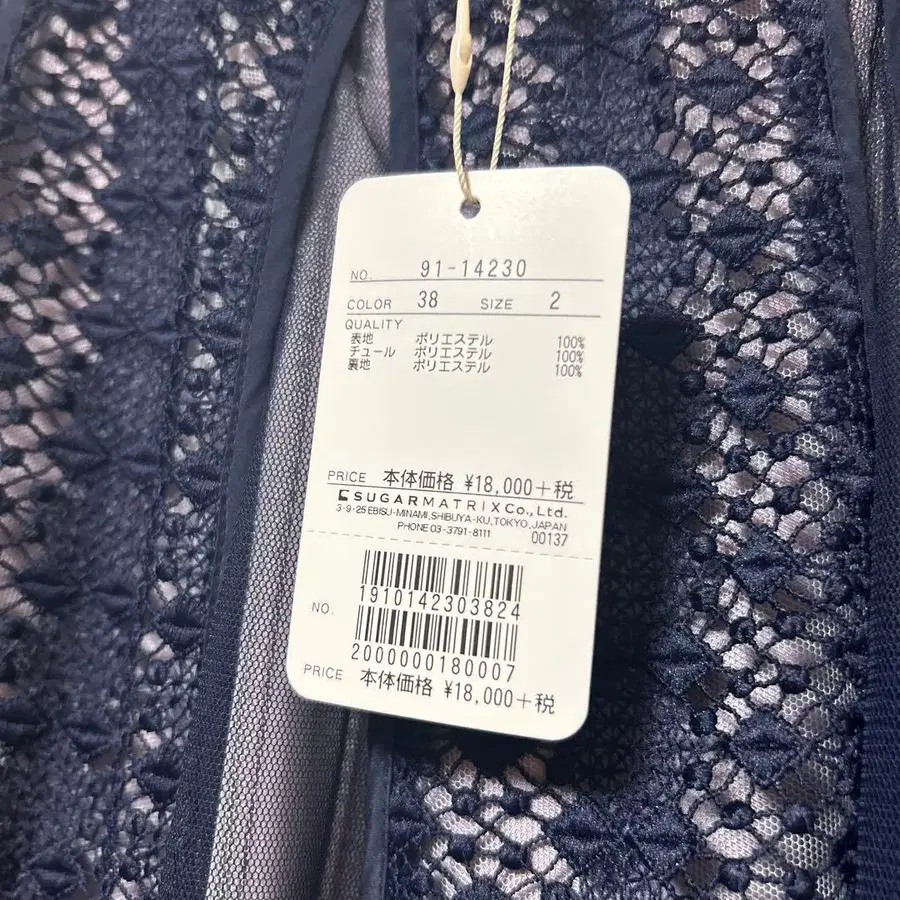 NO. 91-14230
COLOR 38 SIZE 2
QUALITY
表地 ポリエステル 100%
チュール ポリエステル 100%
裏地 ポリエステル 100%
PRICE 本体価格 ¥18,000+税
SUGARMATRIX Co., Ltd.
3-9-25 EBISU-MINAMI, SHIBUYA-KU, TOKYO, JAPAN
PHONE 03-3791-8111 00137
1910142303824
NO.
2000000180007
PRICE 本体価格 ¥18,000+税